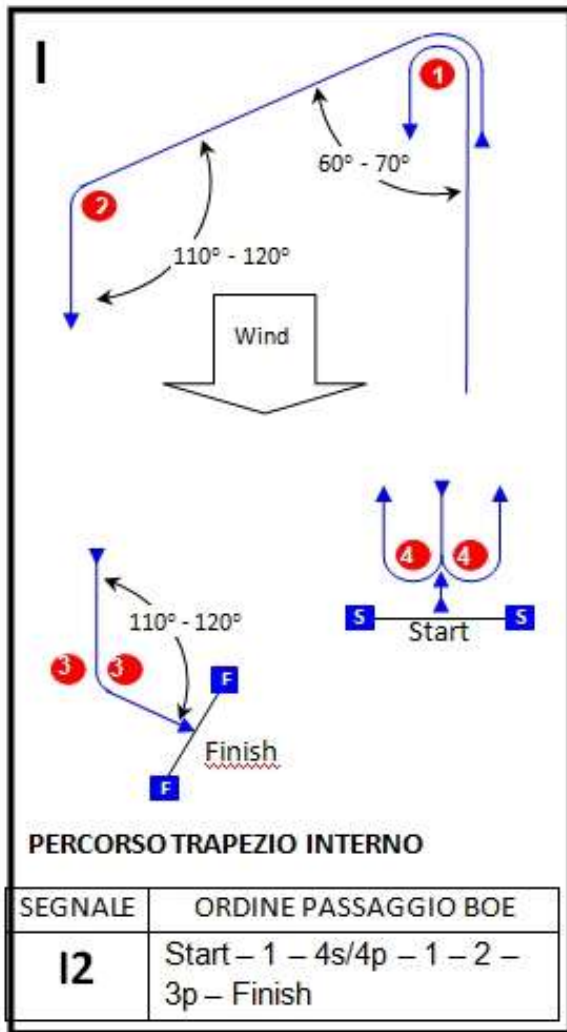 I
1
60° - 70°
2
110° - 120°
Wind
4 4
S S
Start
110° - 120°
3 3
F
Finish
F
PERCORSO TRAPEZIO INTERNO
SEGNALE ORDINE PASSAGGIO BOE
I2 Start – 1 – 4s/4p – 1 – 2 –
3p – Finish